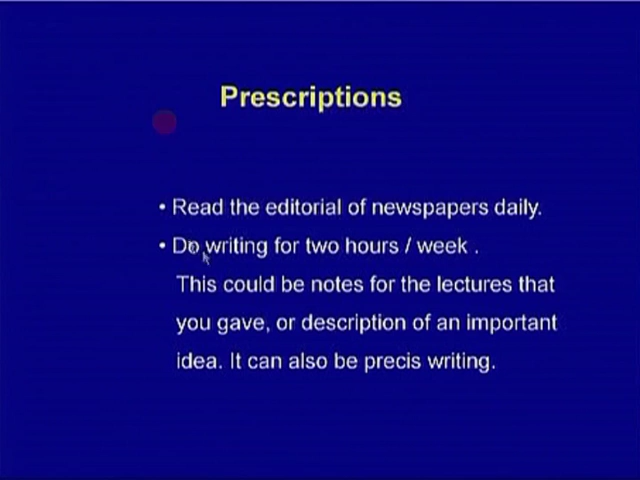 Prescriptions
• Read the editorial of newspapers daily.
• Do writing for two hours / week .
This could be notes for the lectures that
you gave, or description of an important
idea. It can also be precis writing.